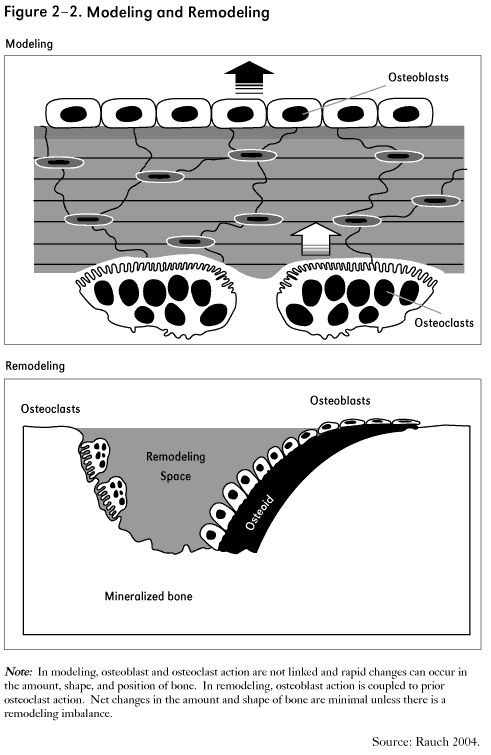 Figure 2–2. Modeling and Remodeling
Modeling
Osteoblasts
Osteoclasts
Remodeling
Osteoclasts
Osteoblasts
Remodeling
Space
Osteoid
Mineralized bone
Note: In modeling, osteoblast and osteoclast action are not linked and rapid changes can occur in
the amount, shape, and position of bone. In remodeling, osteoblast action is coupled to prior
osteoclast action. Net changes in the amount and shape of bone are minimal unless there is a
remodeling imbalance.
Source: Rauch 2004.